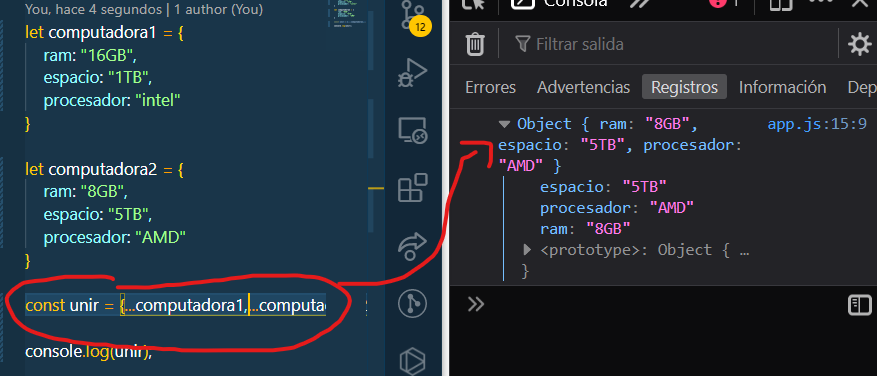 You, hace 4 segundos | 1 author (You)
let computadora1 = {
ram: "16GB",
espacio: "1TB",
procesador: "intel"
}
let computadora2 = {
ram: "8GB",
espacio: "5TB",
procesador: "AMD"
}
const unir = {...computadora1,...computa
console.log(unir);
12
Consola
1
Filtrar salida
Errores Advertencias Registros Información Dep
Object { ram: "8GB", app.js:15:9
espacio: "5TB", procesador:
"AMD" }
espacio: "5TB"
procesador: "AMD"
ram: "8GB"
<prototype>: Object { …
}